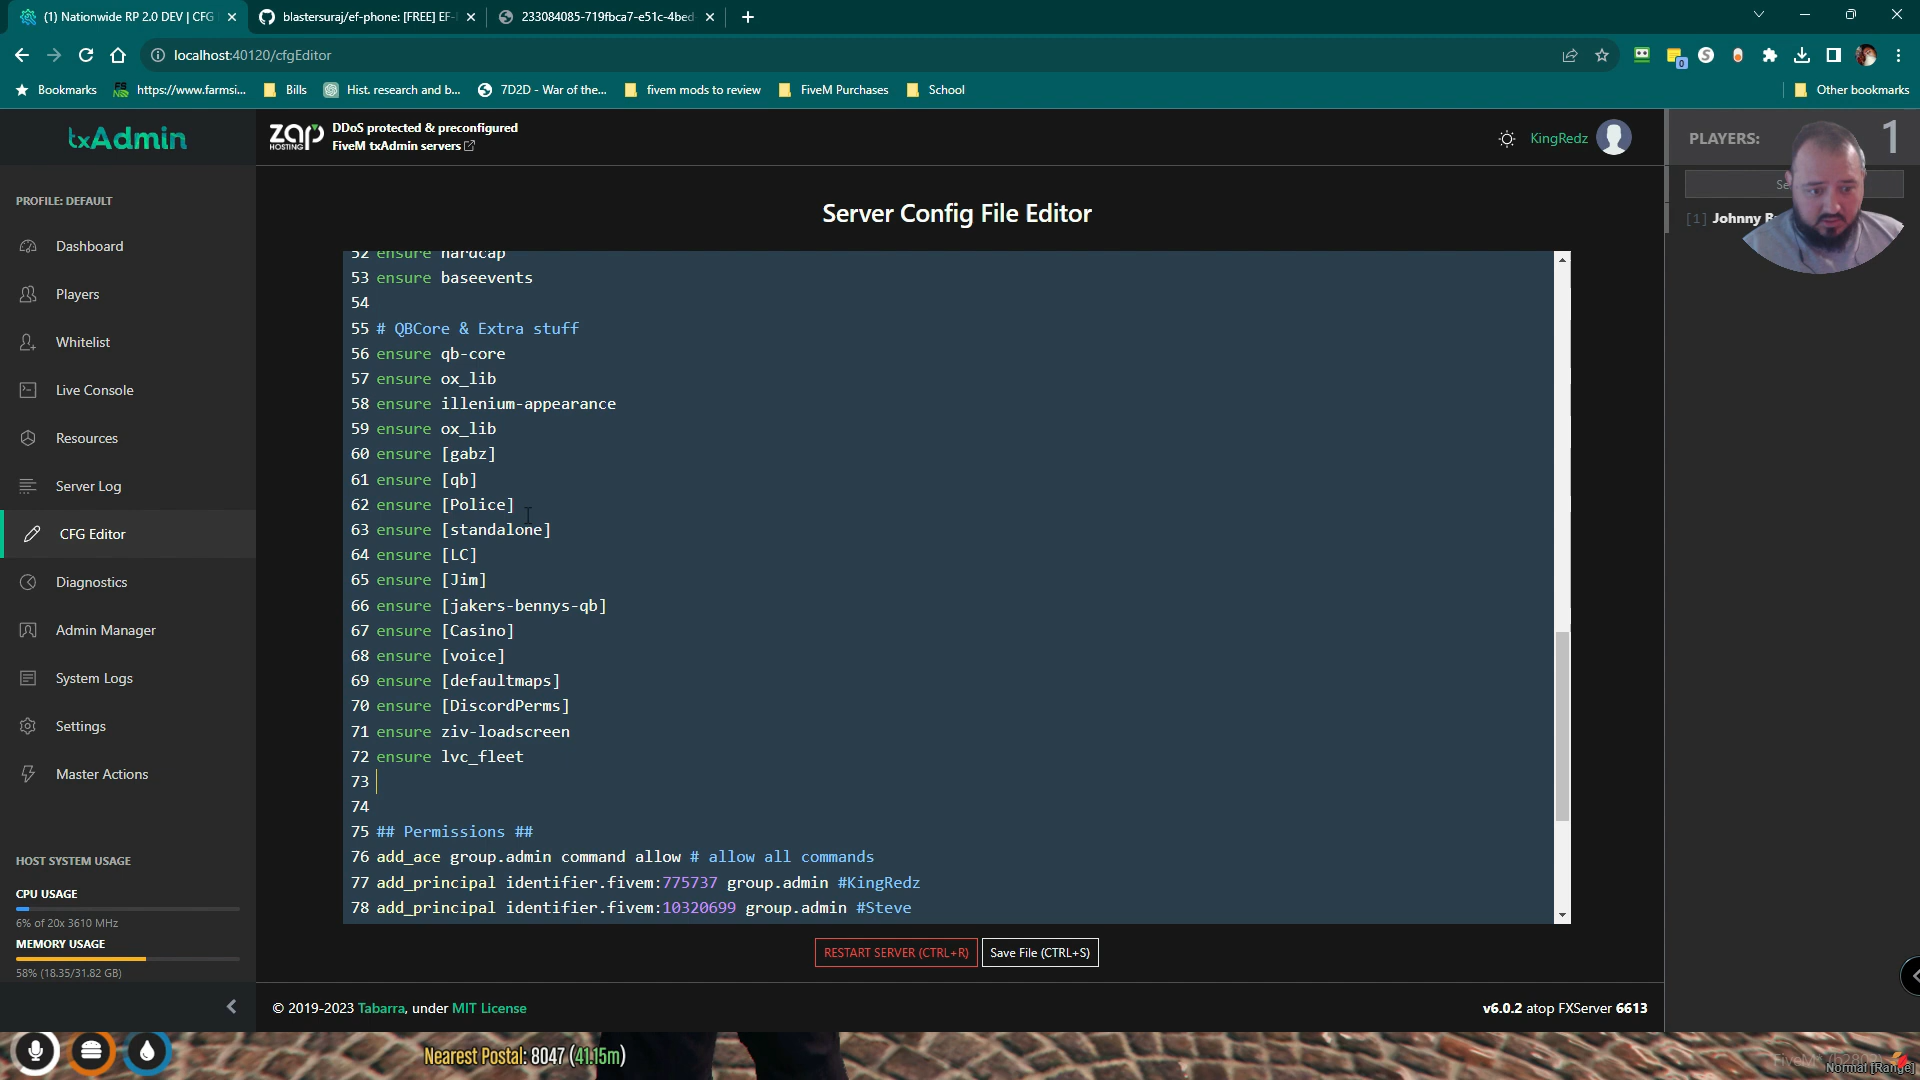 (1) Nationwide RP 2.0 DEV | CFG
blastersuraj/ef-phone: [FREE] EF-
233084085-719fbca7-e51c-4bed
localhost:40120/cfgEditor
Bookmarks
https://www.farmsi...
Bills
Hist. research and b...
7D2D - War of the...
fivem mods to review
FiveM Purchases
School
Other bookmarks
txAdmin
ZAP HOSTING
DDoS protected & preconfigured
FiveM txAdmin servers
KingRedz
PLAYERS: 1
[1] Johnny
PROFILE: DEFAULT
Dashboard
Players
Whitelist
Live Console
Resources
Server Log
CFG Editor
Diagnostics
Admin Manager
System Logs
Settings
Master Actions
HOST SYSTEM USAGE
CPU USAGE
6% of 20x 3610 MHz
MEMORY USAGE
58% (18.35/31.82 GB)
Server Config File Editor
52 ensure hardcap
53 ensure baseevents
54
55 # QBCore & Extra stuff
56 ensure qb-core
57 ensure ox_lib
58 ensure illenium-appearance
59 ensure ox_lib
60 ensure [gabz]
61 ensure [qb]
62 ensure [Police]
63 ensure [standalone]
64 ensure [LC]
65 ensure [Jim]
66 ensure [jakers-bennys-qb]
67 ensure [Casino]
68 ensure [voice]
69 ensure [defaultmaps]
70 ensure [DiscordPerms]
71 ensure ziv-loadscreen
72 ensure lvc_fleet
73
74
75 ## Permissions ##
76 add_ace group.admin command allow # allow all commands
77 add_principal identifier.fivem:775737 group.admin #KingRedz
78 add_principal identifier.fivem:10320699 group.admin #Steve
RESTART SERVER (CTRL+R)
Save File (CTRL+S)
© 2019-2023 Tabarra, under MIT License
v6.0.2 atop FXServer 6613
Nearest Postal: 8047 (41.15m)
Normal [Range]